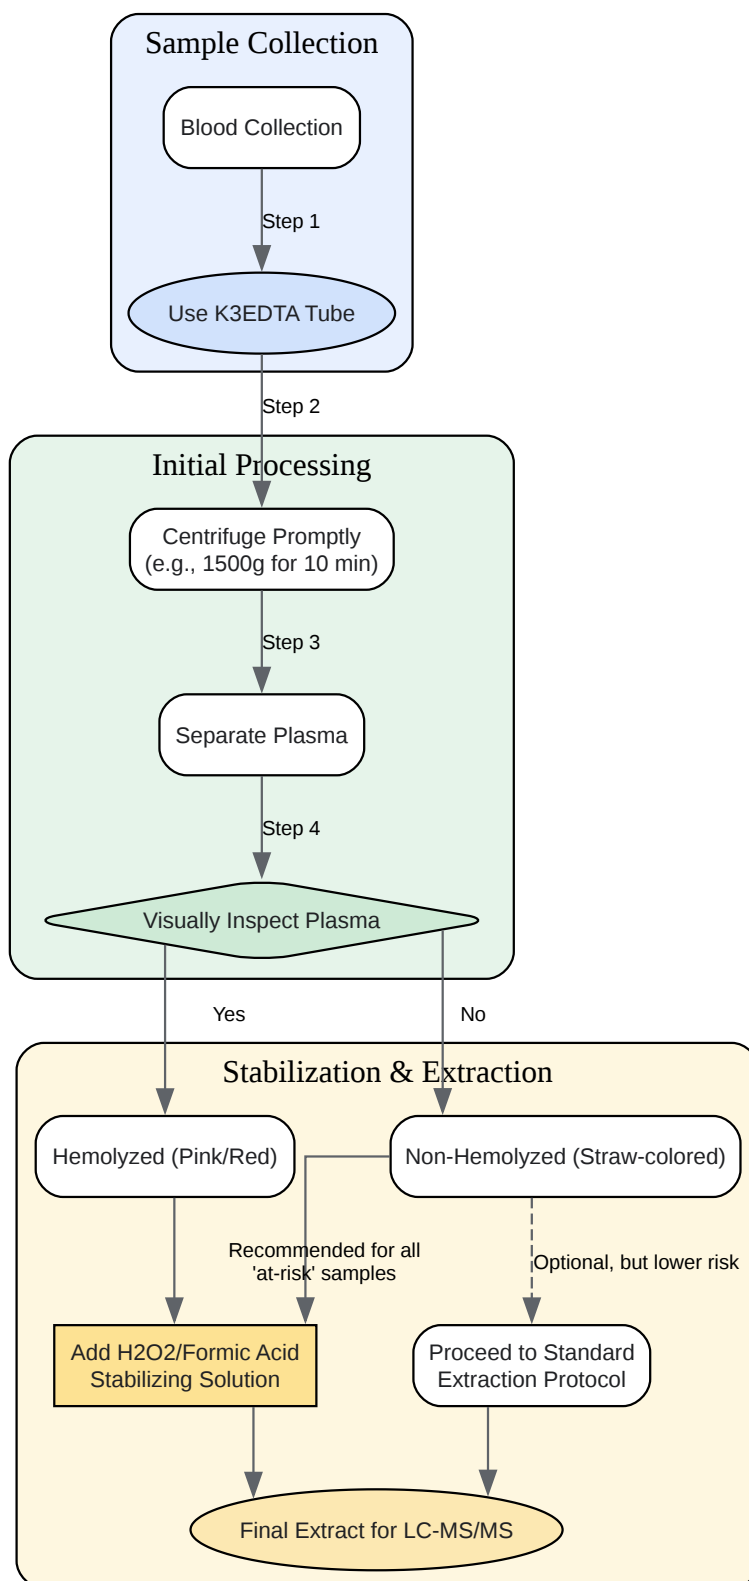 Sample Collection
Blood Collection
Step 1
Use K3EDTA Tube
Step 2
Initial Processing
Centrifuge Promptly
(e.g., 1500g for 10 min)
Step 3
Separate Plasma
Step 4
Visually Inspect Plasma
Yes
No
Stabilization & Extraction
Hemolyzed (Pink/Red)
Non-Hemolyzed (Straw-colored)
Recommended for all
'at-risk' samples
Optional, but lower risk
Add H2O2/Formic Acid
Stabilizing Solution
Proceed to Standard
Extraction Protocol
Final Extract for LC-MS/MS